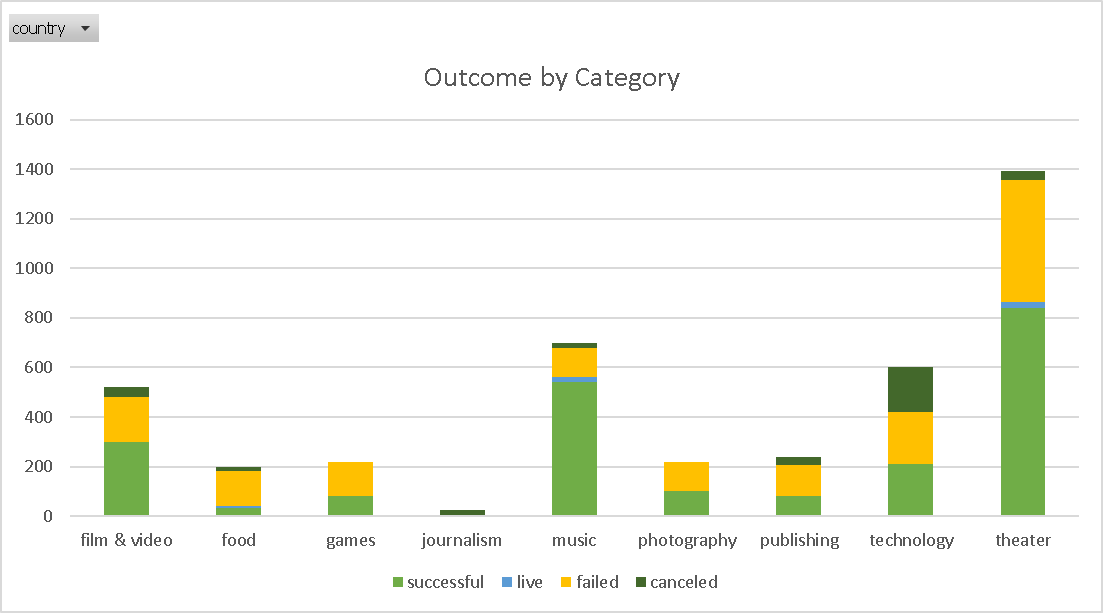 country
Outcome by Category
1600
1400
1200
1000
800
600
400
200
0
film & video food games journalism music photography publishing technology theater
successful live failed canceled